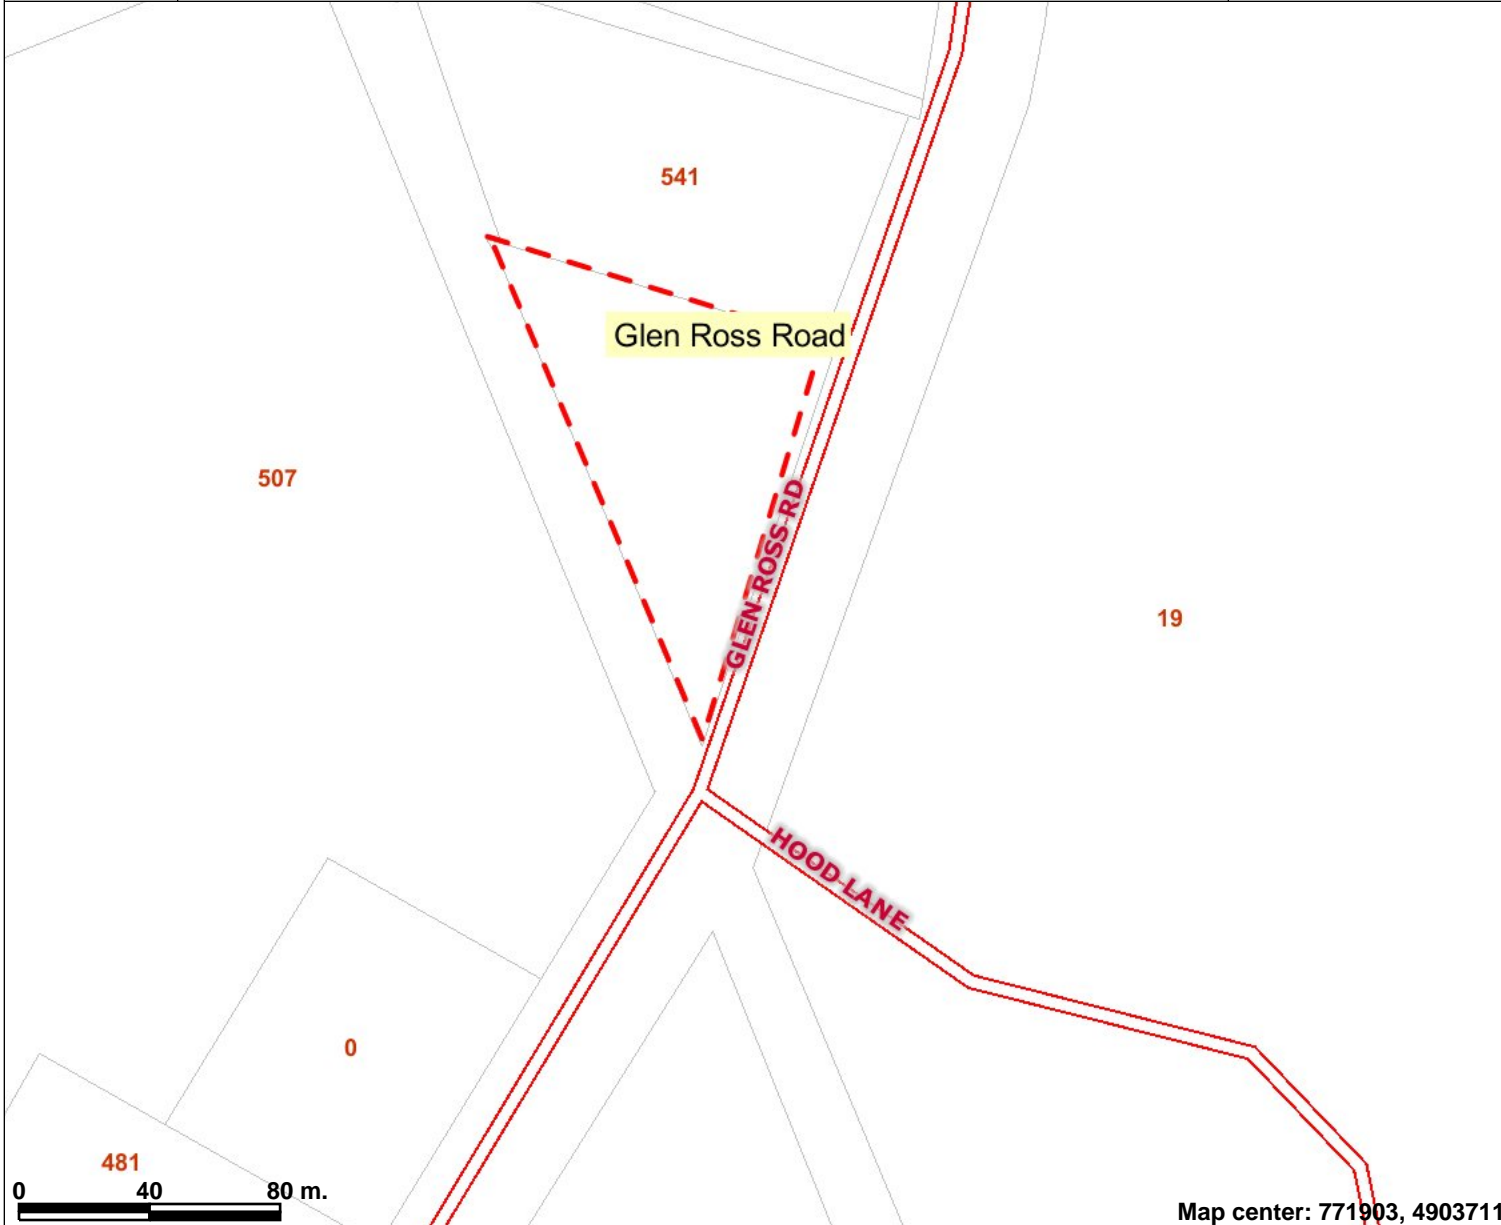 541
Glen Ross Road
507
GLEN ROSS RD
19
HOOD LANE
0
481
0 40 80 m.
Map center: 771903, 4903711